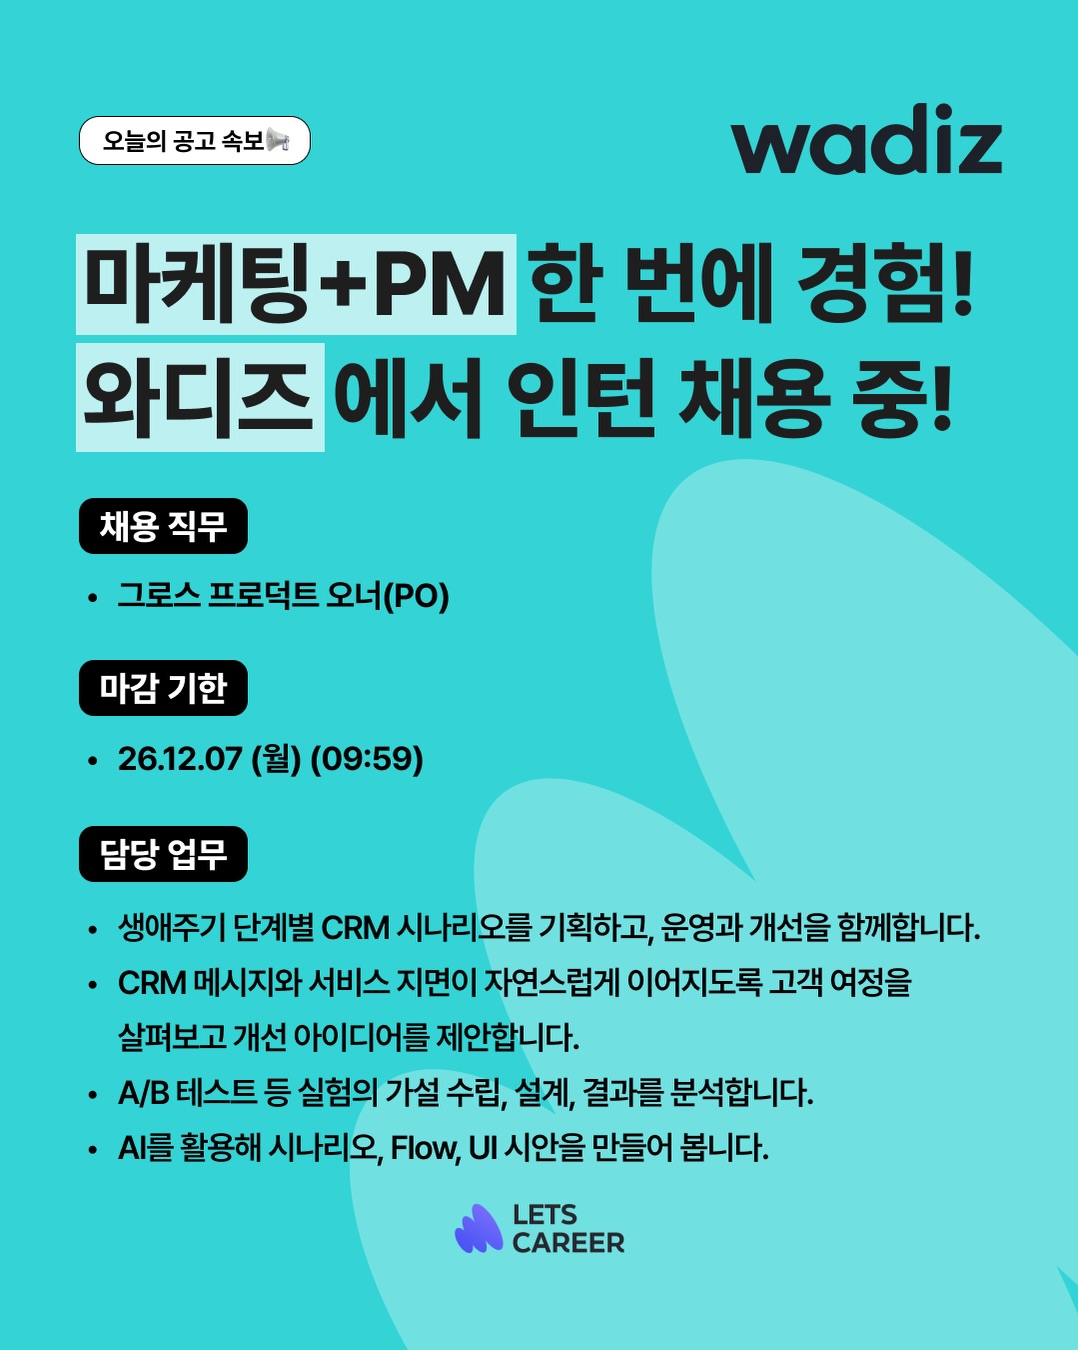 오늘의 공고 속보
wadiz
마케팅+PM 한 번에 경험!
와디즈 에서 인턴 채용 중!
채용 직무
• 그로스 프로덕트 오너(PO)
마감 기한
• 26.12.07 (월) (09:59)
담당 업무
• 생애주기 단계별 CRM 시나리오를 기획하고, 운영과 개선을 함께합니다.
• CRM 메시지와 서비스 지면이 자연스럽게 이어지도록 고객 여정을
살펴보고 개선 아이디어를 제안합니다.
• A/B 테스트 등 실험의 가설 수립, 설계, 결과를 분석합니다.
• AI를 활용해 시나리오, Flow, UI 시안을 만들어 봅니다.
LETS
CAREER